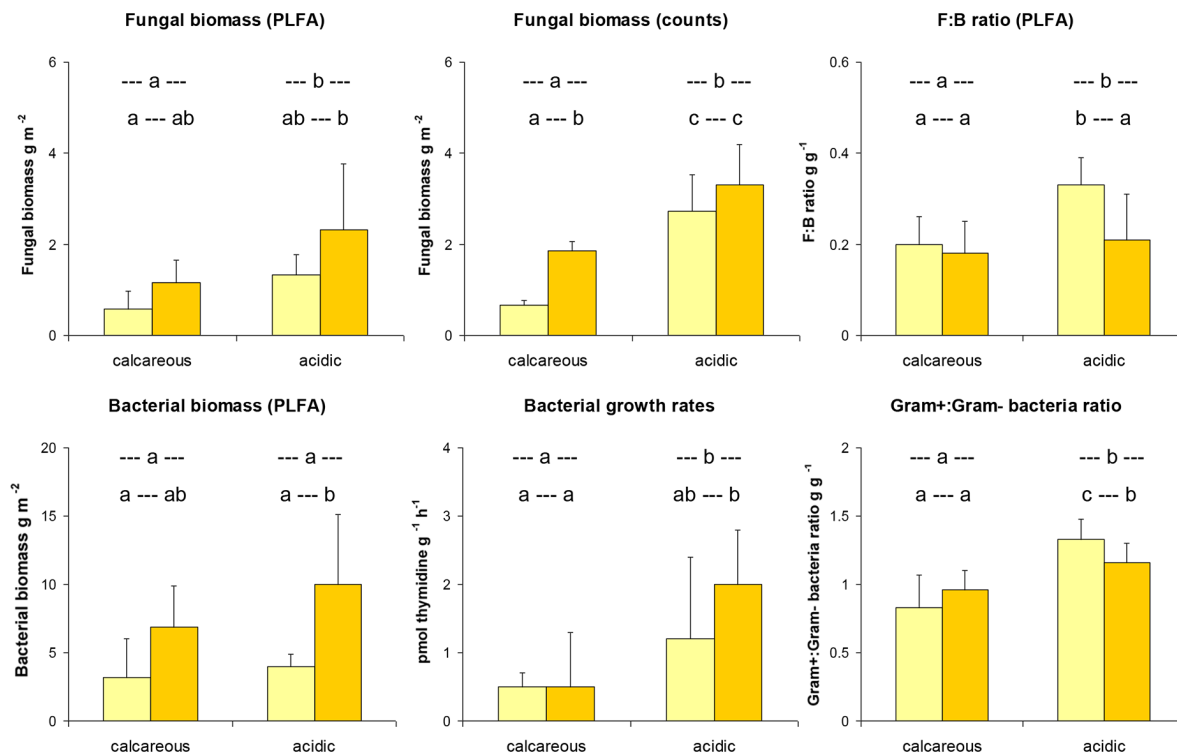 Fungal biomass (PLFA)
Fungal biomass g m-2
6
4
2
0
--- a ---
--- b ---
a --- ab
ab --- b
calcareous
acidic
Fungal biomass (counts)
Fungal biomass g m-2
6
4
2
0
--- a ---
--- b ---
a --- b
c --- c
calcareous
acidic
F:B ratio (PLFA)
F:B ratio g g-1
0.6
0.4
0.2
0
--- a ---
--- b ---
a --- a
b --- a
calcareous
acidic
Bacterial biomass (PLFA)
Bacterial biomass g m-2
20
15
10
5
0
--- a ---
--- a ---
a --- ab
a --- b
calcareous
acidic
Bacterial growth rates
pmol thymidine g-1 h-1
4
3
2
1
0
--- a ---
--- b ---
a --- a
ab --- b
calcareous
acidic
Gram+:Gram- bacteria ratio
Gram+:Gram- bacteria ratio g g-1
2
1.5
1
0.5
0
--- a ---
--- b ---
a --- a
c --- b
calcareous
acidic